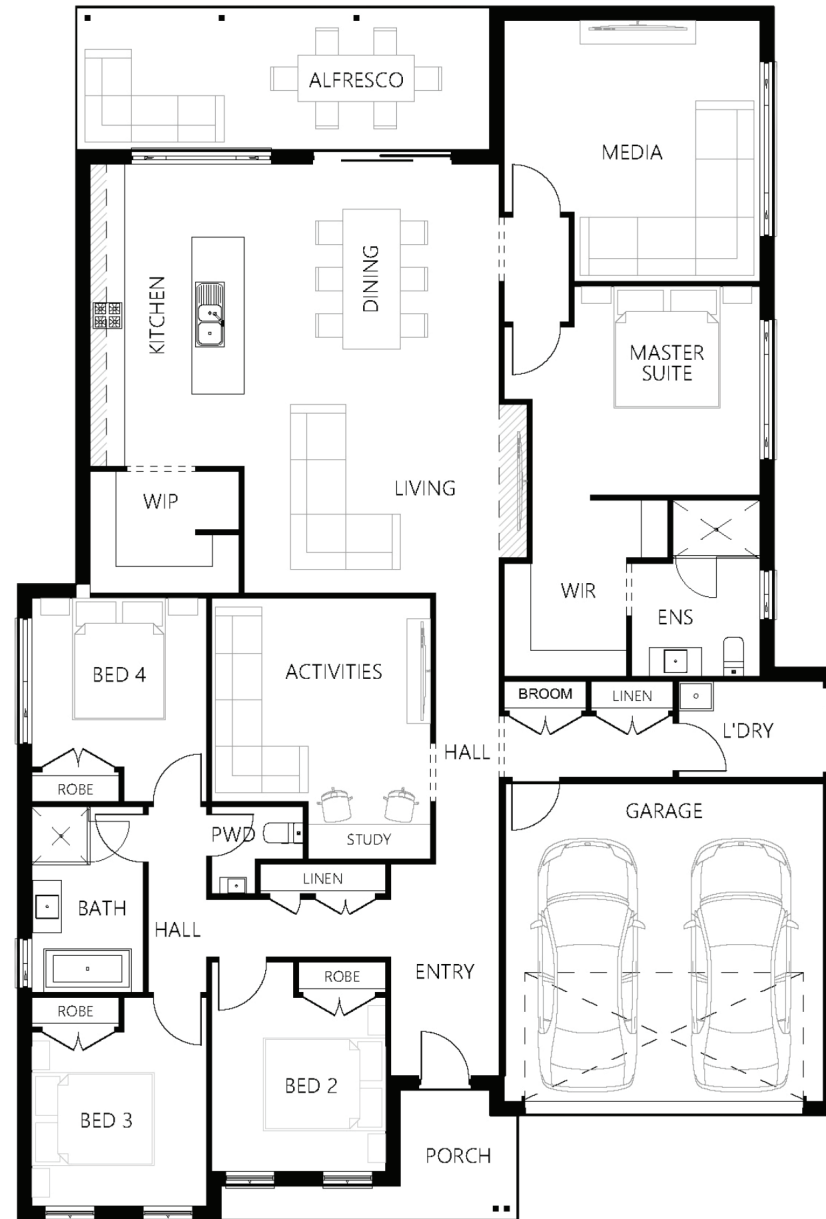 ALFRESCO
MEDIA
KITCHEN
DINING
MASTER
SUITE
LIVING
WIP
WIR
ENS
BED 4
ACTIVITIES
BROOM
LINEN
HALL
L'DRY
ROBE
GARAGE
PWD
STUDY
LINEN
BATH
HALL
ENTRY
ROBE
ROBE
BED 2
BED 3
PORCH